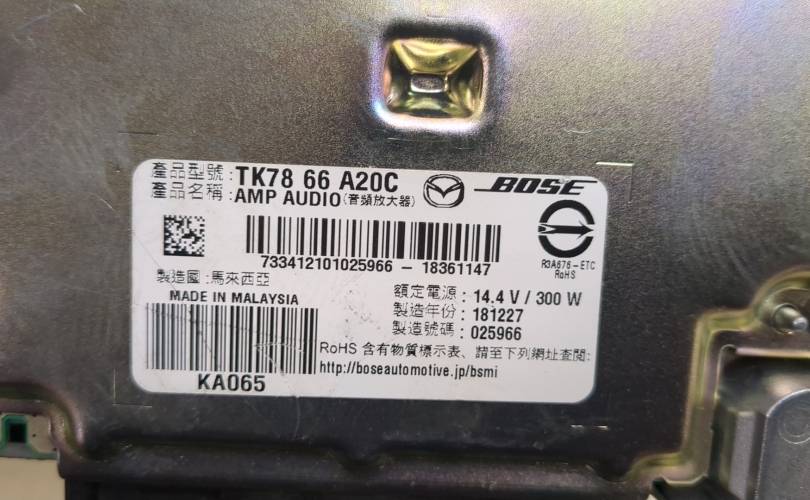 產品型號:TK78 66 A20C
產品名稱:AMP AUDIO(音頻放大器)
BOSE
733412101025966 – 18361147
R3A676-ETC
RoHS
製造國:馬來西亞
MADE IN MALAYSIA
額定電源:14.4 V / 300 W
製造年份:181227
製造號碼:025966
KA065
RoHS 含有物質標示表、請至下列網址查閱:
http://boseautomotive.jp/bsmi